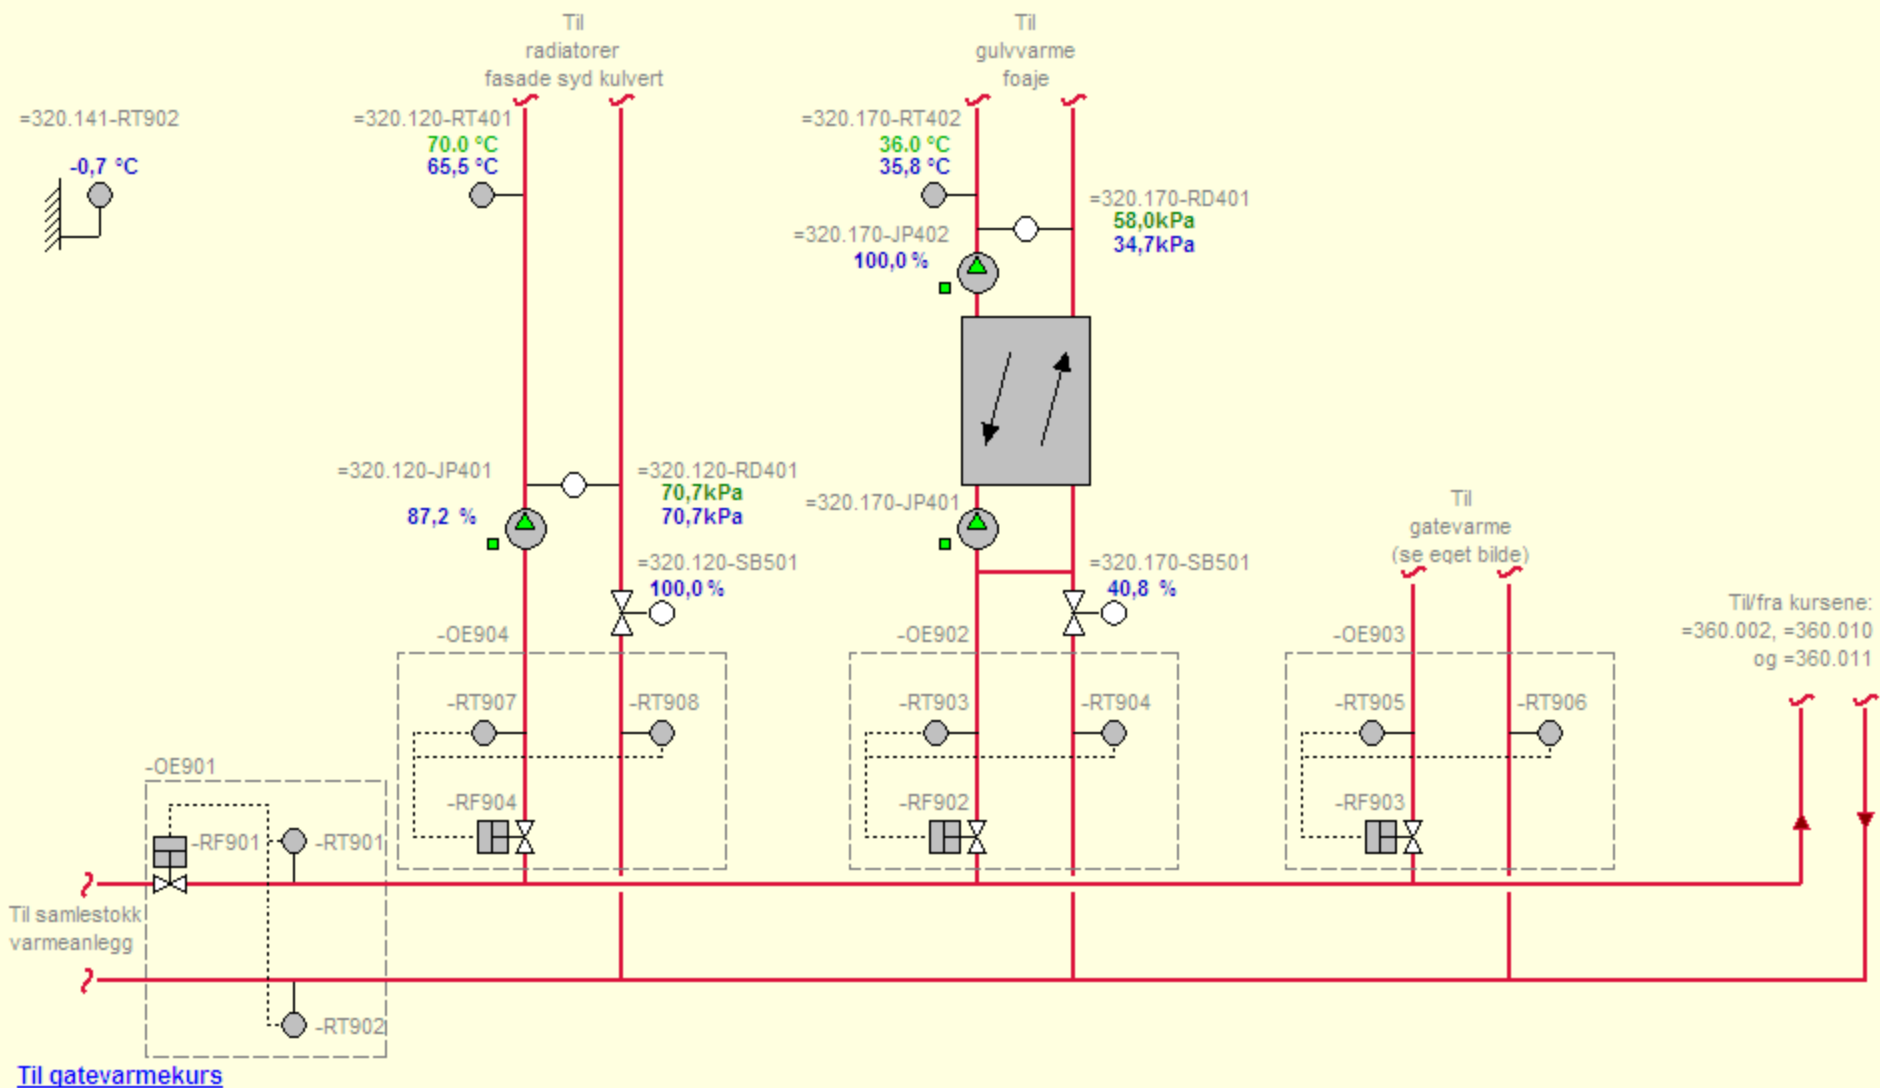 Til
radiatorer
fasade syd kulvert
Til
gulvvarme
foaje
=320.141-RT902
-0,7 °C
=320.120-RT401
70.0 °C
65,5 °C
=320.170-RT402
36.0 °C
35,8 °C
=320.170-RD401
58,0kPa
34,7kPa
=320.170-JP402
100,0 %
=320.120-JP401
87,2 %
=320.120-RD401
70,7kPa
70,7kPa
=320.170-JP401
=320.120-SB501
100,0 %
=320.170-SB501
40,8 %
Til
gatevarme
(se eget bilde)
Til/fra kursene:
=360.002, =360.010
og =360.011
-OE904
-RT907
-RT908
-RF904
-OE902
-RT903
-RT904
-RF902
-OE903
-RT905
-RT906
-RF903
-OE901
-RF901
-RT901
-RT902
Til samlestokk
varmeanlegg
Til gatevarmekurs